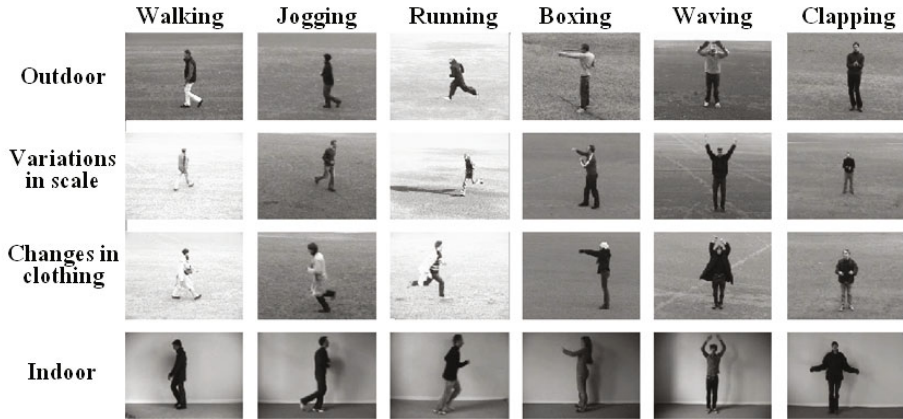 Walking Jogging Running Boxing Waving Clapping
Outdoor
Variations
in scale
Changes in
clothing
Indoor